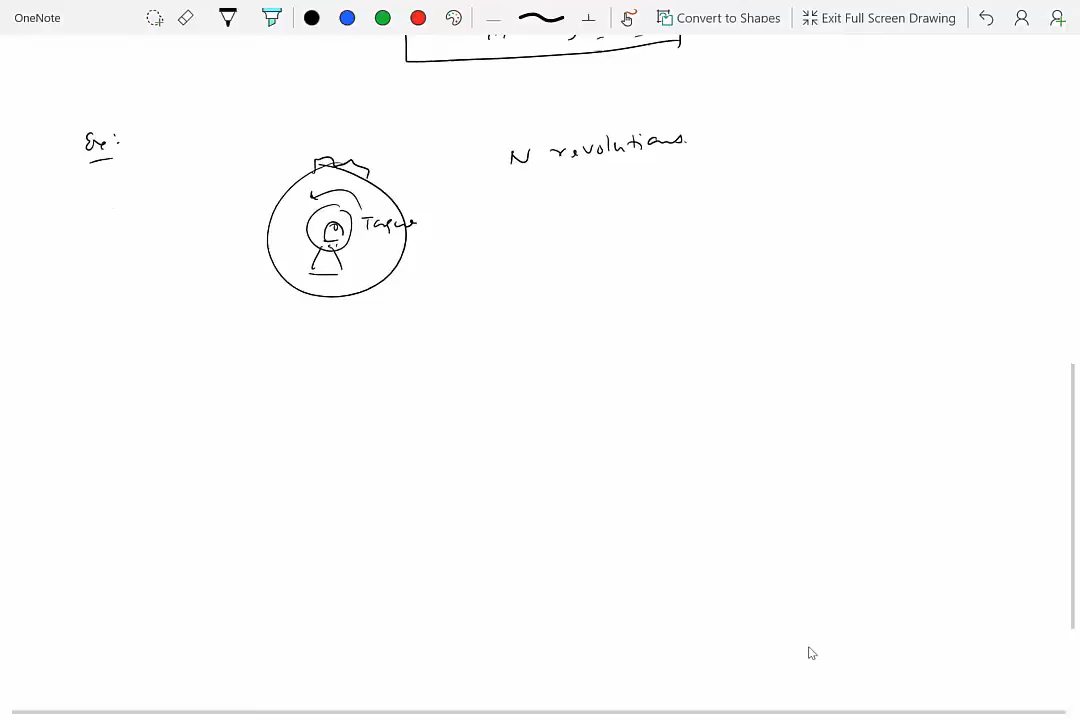 OneNote
Convert to Shapes
Exit Full Screen Drawing
Ex:
N revolutions.
Torque